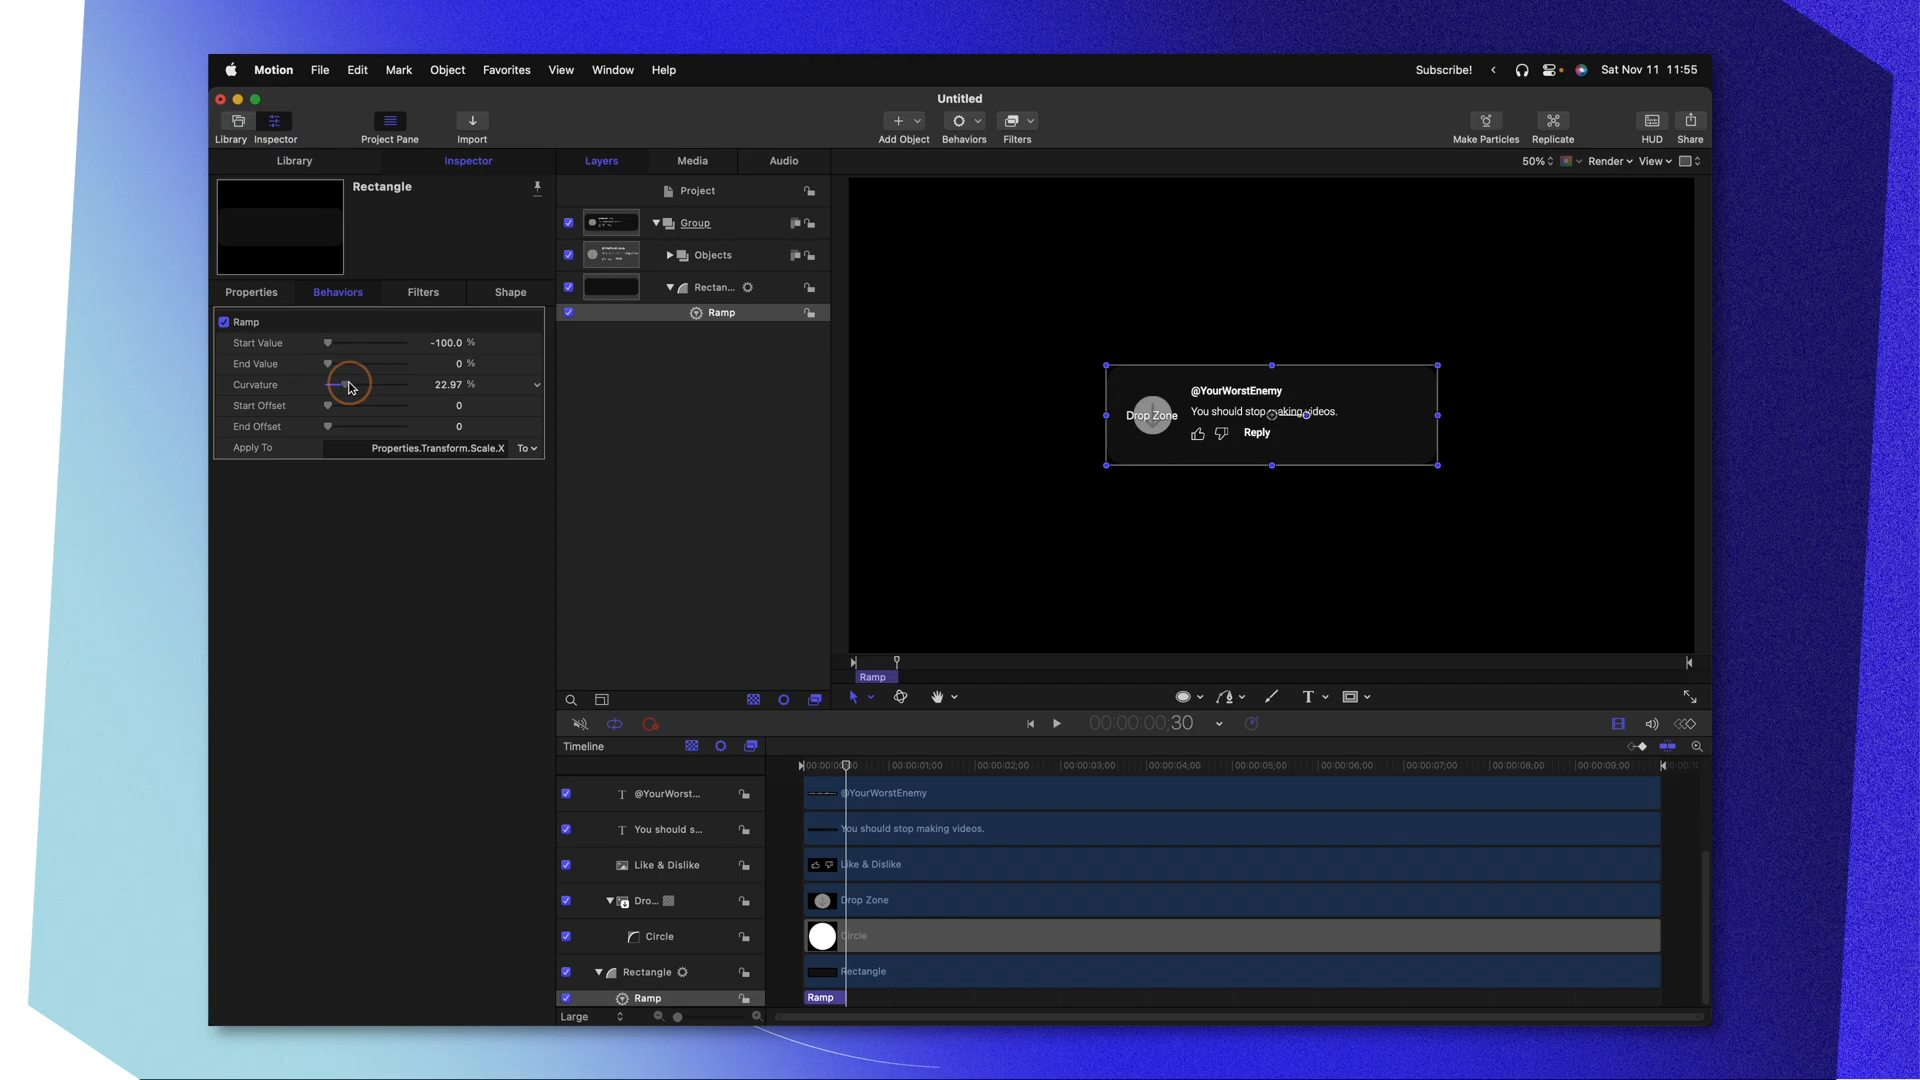 Motion File Edit Mark Object Favorites View Window Help Subscribe! Sat Nov 11 11:55
Untitled
Library Inspector Project Pane Import Add Object Behaviors Filters Make Particles Replicate HUD Share
Library Inspector Layers Media Audio 50% Render View
Rectangle
Project
Group
Objects
Rectan...
Ramp
Properties Behaviors Filters Shape
Ramp
Start Value -100.0 %
End Value 0 %
Curvature 22.97 %
Start Offset 0
End Offset 0
Apply To Properties.Transform.Scale.X To
@YourWorstEnemy
Drop Zone You should stop making videos.
Reply
Ramp
T
00:00:00;30
Timeline
00:00:01;00 00:00:02;00 00:00:03;00 00:00:04;00 00:00:05;00 00:00:06;00 00:00:07;00 00:00:08;00 00:00:09;00
T @YourWorst... @YourWorstEnemy
T You should s... You should stop making videos.
Like & Dislike Like & Dislike
Dro... Drop Zone
Circle Circle
Rectangle Rectangle
Ramp Ramp
Large